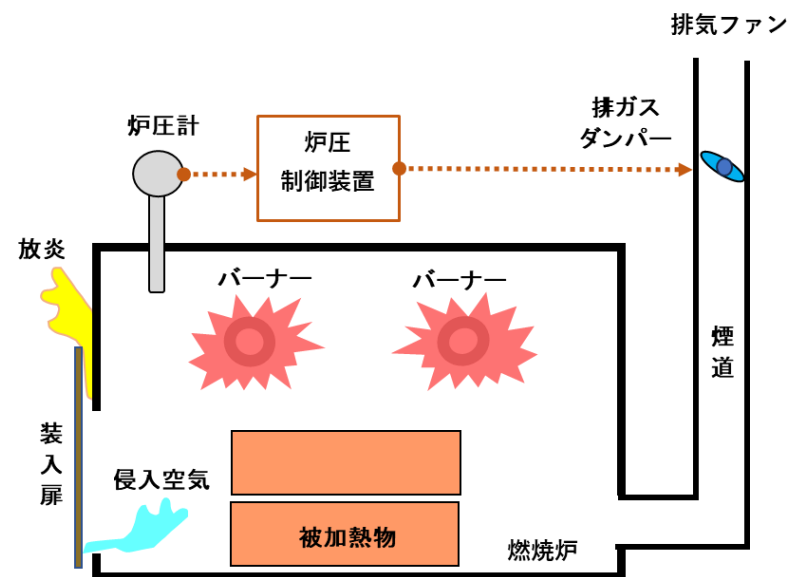 排気ファン
排ガス
ダンパー
炉圧計
炉圧
制御装置
放炎
バーナー
バーナー
煙道
装入扉
侵入空気
被加熱物
燃焼炉